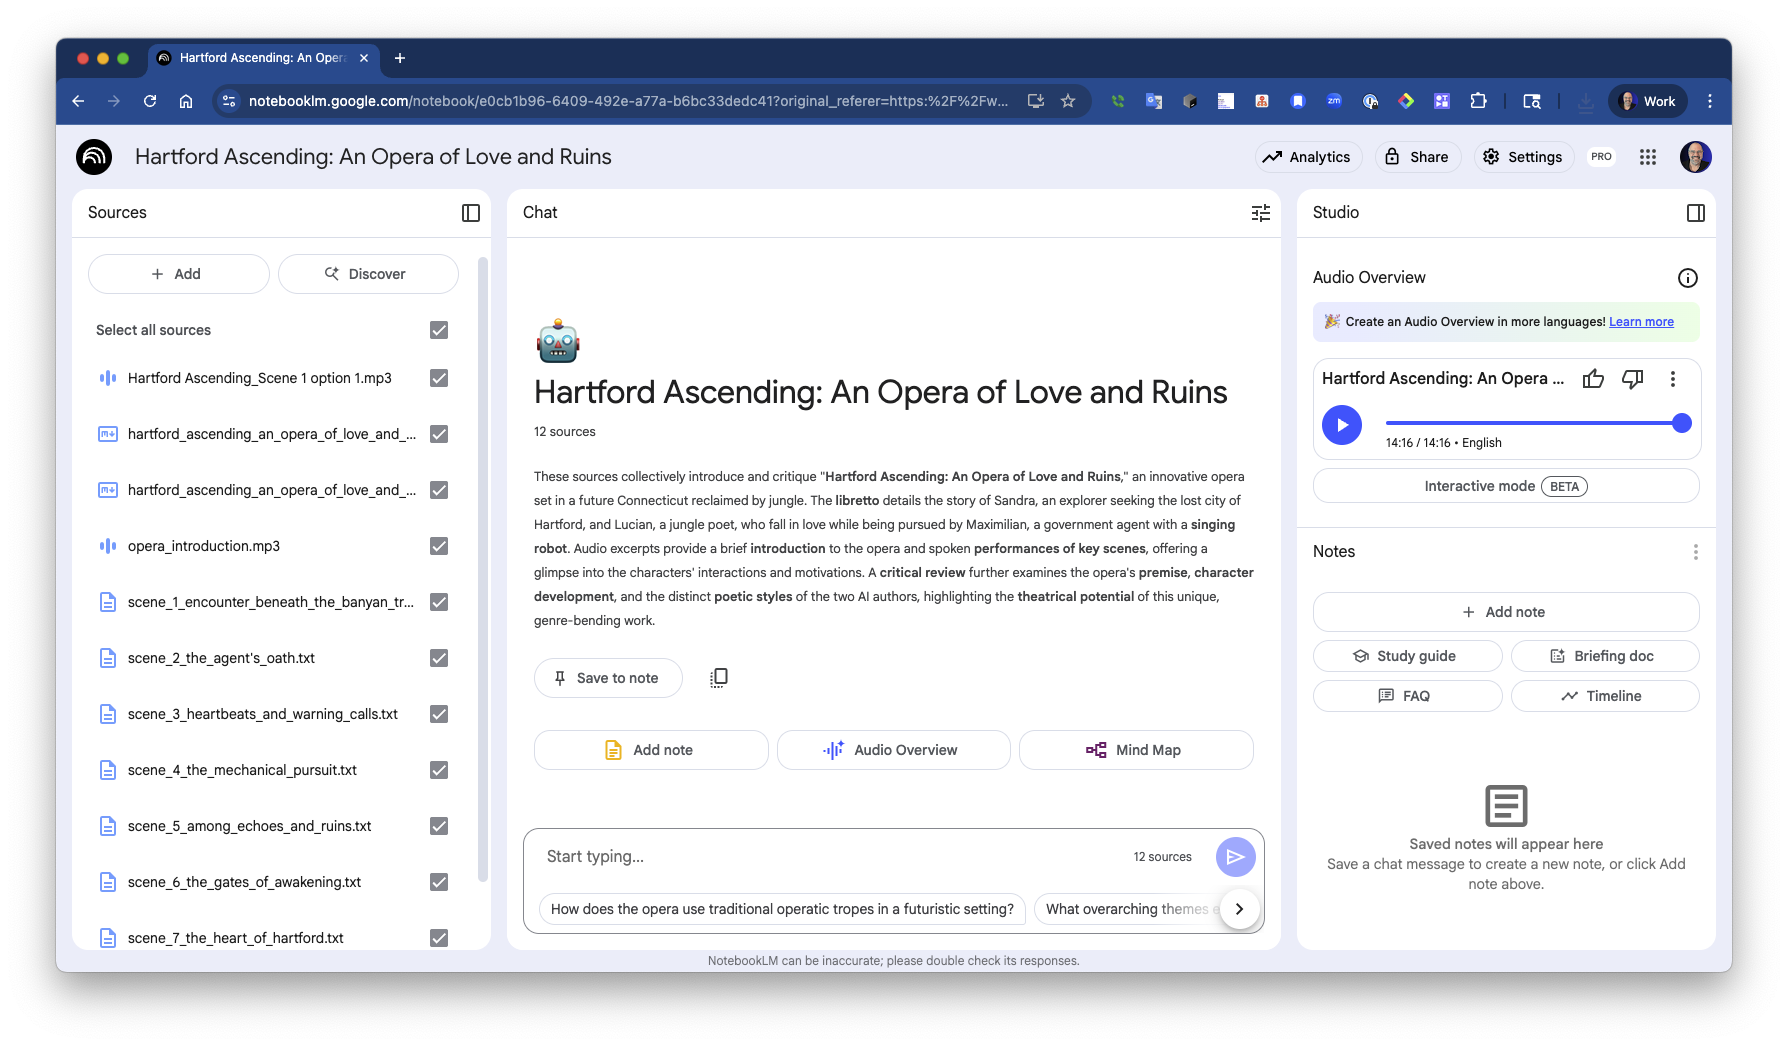 Hartford Ascending: An Opera
notebooklm.google.com/notebook/e0cb1b96-6409-492e-a77a-b6bc33dedc41?original_referer=https:%2F%2Fw...
Work
Hartford Ascending: An Opera of Love and Ruins
Analytics
Share
Settings
PRO
Sources
Add
Discover
Select all sources
Hartford Ascending_Scene 1 option 1.mp3
hartford_ascending_an_opera_of_love_and_...
hartford_ascending_an_opera_of_love_and_...
opera_introduction.mp3
scene_1_encounter_beneath_the_banyan_tr...
scene_2_the_agent's_oath.txt
scene_3_heartbeats_and_warning_calls.txt
scene_4_the_mechanical_pursuit.txt
scene_5_among_echoes_and_ruins.txt
scene_6_the_gates_of_awakening.txt
scene_7_the_heart_of_hartford.txt
Chat
Hartford Ascending: An Opera of Love and Ruins
12 sources
These sources collectively introduce and critique "Hartford Ascending: An Opera of Love and Ruins," an innovative opera
set in a future Connecticut reclaimed by jungle. The libretto details the story of Sandra, an explorer seeking the lost city of
Hartford, and Lucian, a jungle poet, who fall in love while being pursued by Maximilian, a government agent with a singing
robot. Audio excerpts provide a brief introduction to the opera and spoken performances of key scenes, offering a
glimpse into the characters' interactions and motivations. A critical review further examines the opera's premise, character
development, and the distinct poetic styles of the two AI authors, highlighting the theatrical potential of this unique,
genre-bending work.
Save to note
Add note
Audio Overview
Mind Map
Start typing...
12 sources
How does the opera use traditional operatic tropes in a futuristic setting?
What overarching themes
NotebookLM can be inaccurate; please double check its responses.
Studio
Audio Overview
Create an Audio Overview in more languages! Learn more
Hartford Ascending: An Opera ...
14:16 / 14:16 • English
Interactive mode BETA
Notes
Add note
Study guide
Briefing doc
FAQ
Timeline
Saved notes will appear here
Save a chat message to create a new note, or click Add
note above.